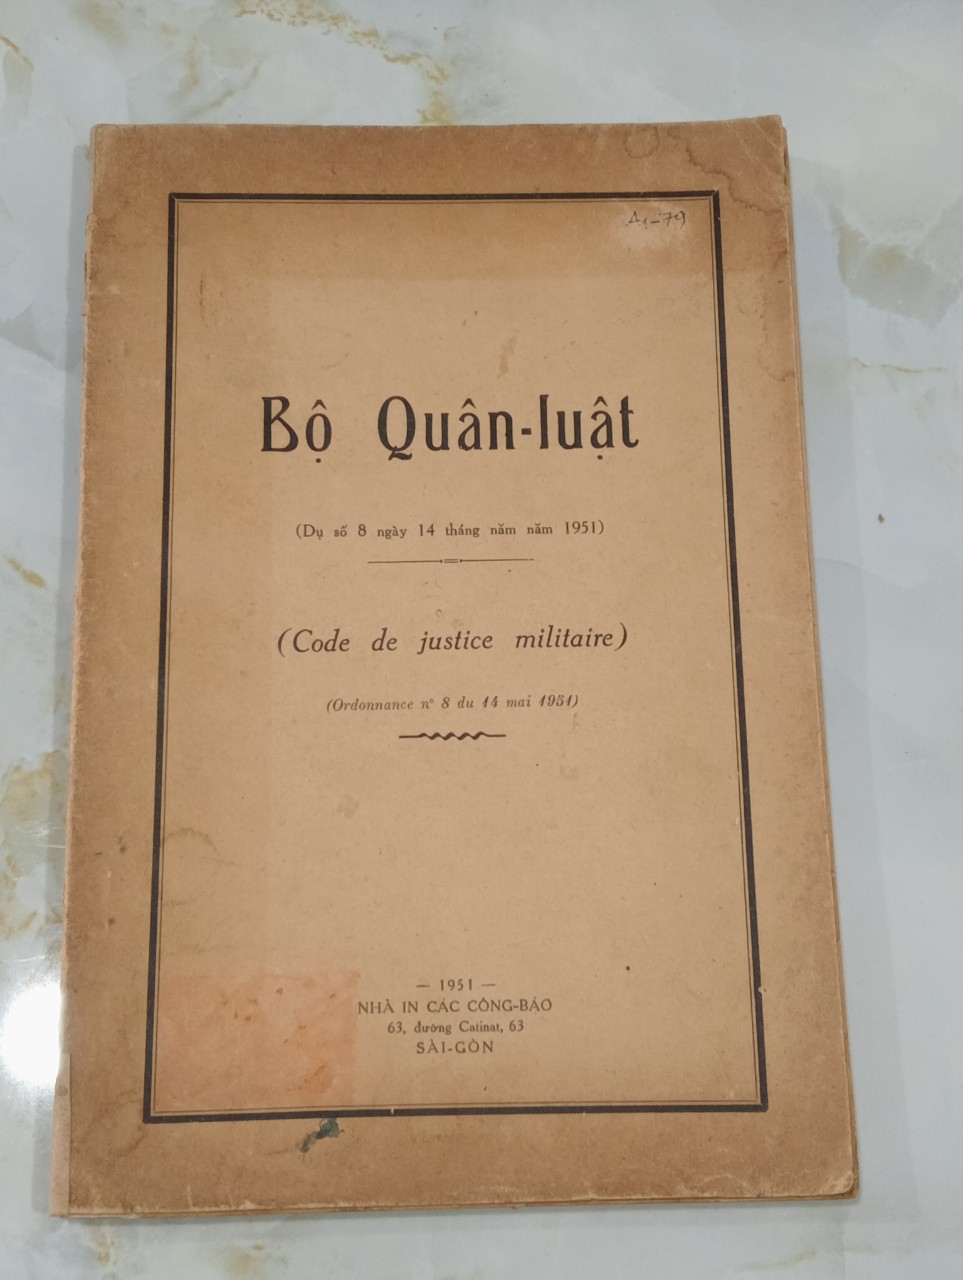 A1-79
Bộ Quân-luật
(Dụ số 8 ngày 14 tháng năm năm 1951)
(Code de justice militaire)
(Ordonnance nº 8 du 14 mai 1951)
— 1951 —
NHÀ IN CÁC CÔNG-BÁO
63, đường Catinat, 63
SÀI-GÒN